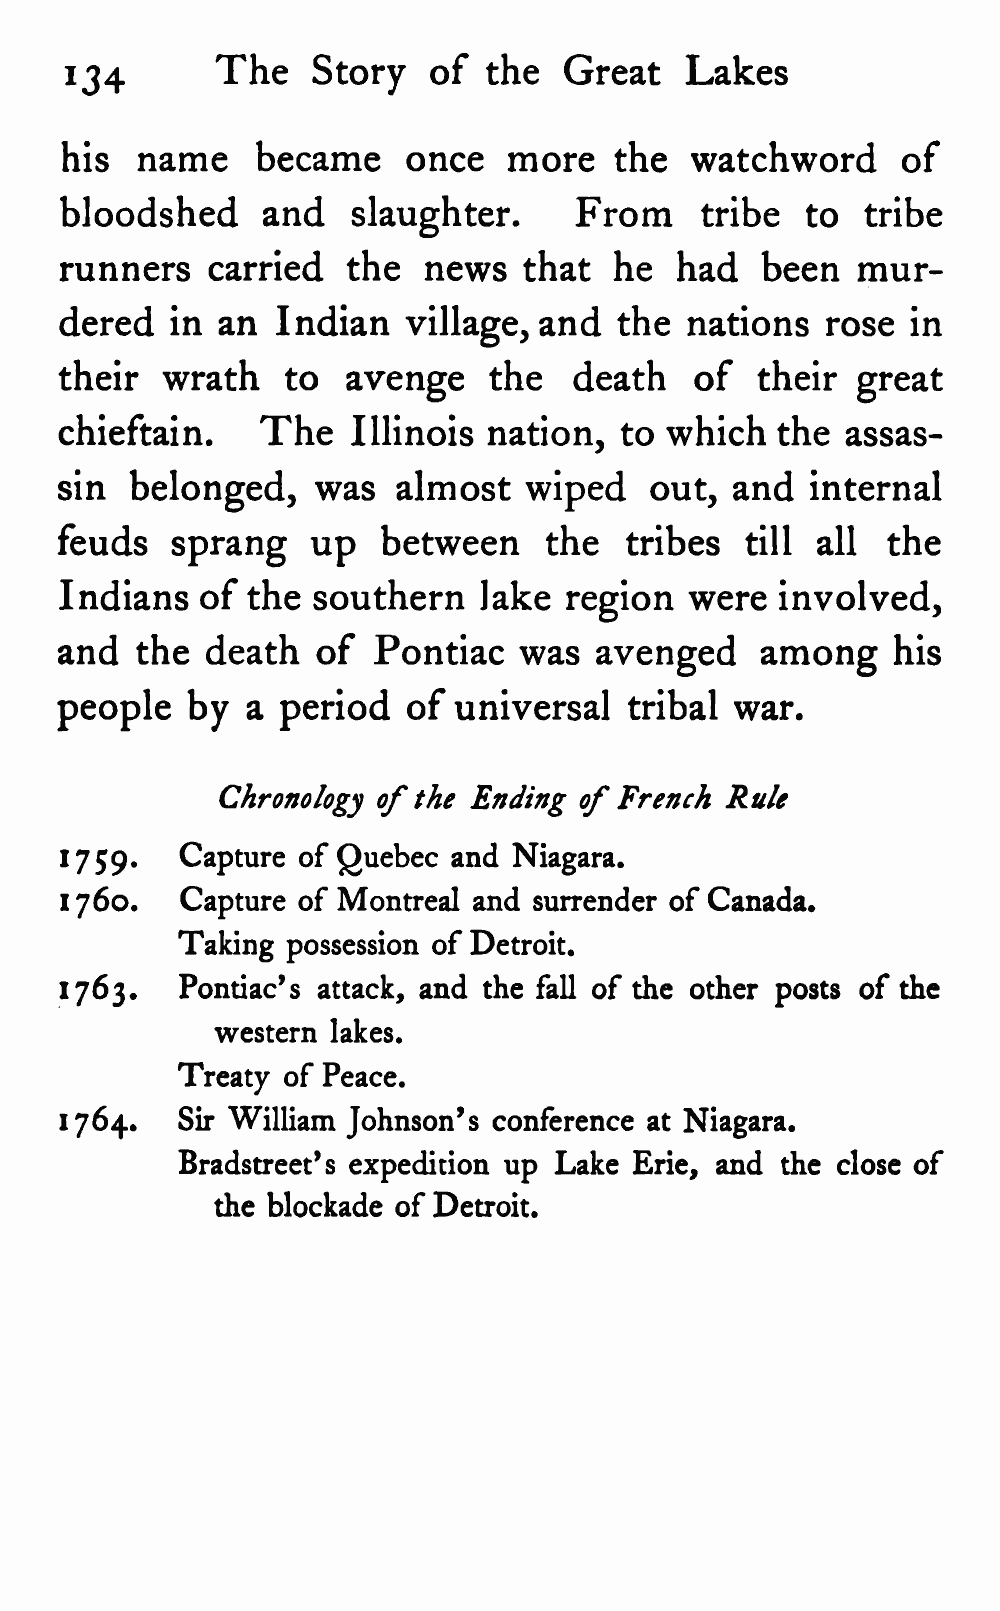 134 The Story of the Great Lakes
his name became once more the watchword of
bloodshed and slaughter. From tribe to tribe
runners carried the news that he had been mur-
dered in an Indian village, and the nations rose in
their wrath to avenge the death of their great
chieftain. The Illinois nation, to which the assas-
sin belonged, was almost wiped out, and internal
feuds sprang up between the tribes till all the
Indians of the southern lake region were involved,
and the death of Pontiac was avenged among his
people by a period of universal tribal war.
Chronology of the Ending of French Rule
1759. Capture of Quebec and Niagara.
1760. Capture of Montreal and surrender of Canada.
Taking possession of Detroit.
1763. Pontiac's attack, and the fall of the other posts of the
western lakes.
Treaty of Peace.
1764. Sir William Johnson's conference at Niagara.
Bradstreet's expedition up Lake Erie, and the close of
the blockade of Detroit.